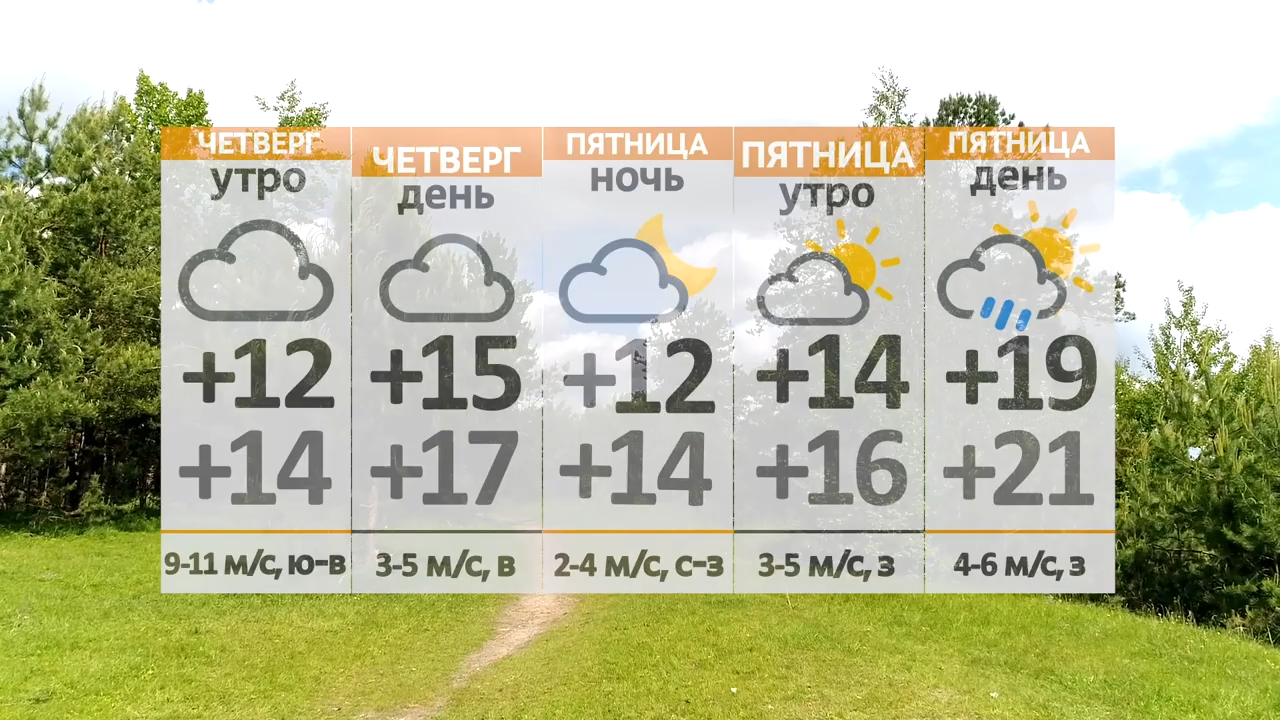 ЧЕТВЕРГ
утро
+12
+14
9-11 м/с, ю-в
ЧЕТВЕРГ
день
+15
+17
3-5 м/с, в
ПЯТНИЦА
ночь
+12
+14
2-4 м/с, с-з
ПЯТНИЦА
утро
+14
+16
3-5 м/с, з
ПЯТНИЦА
день
+19
+21
4-6 м/с, з